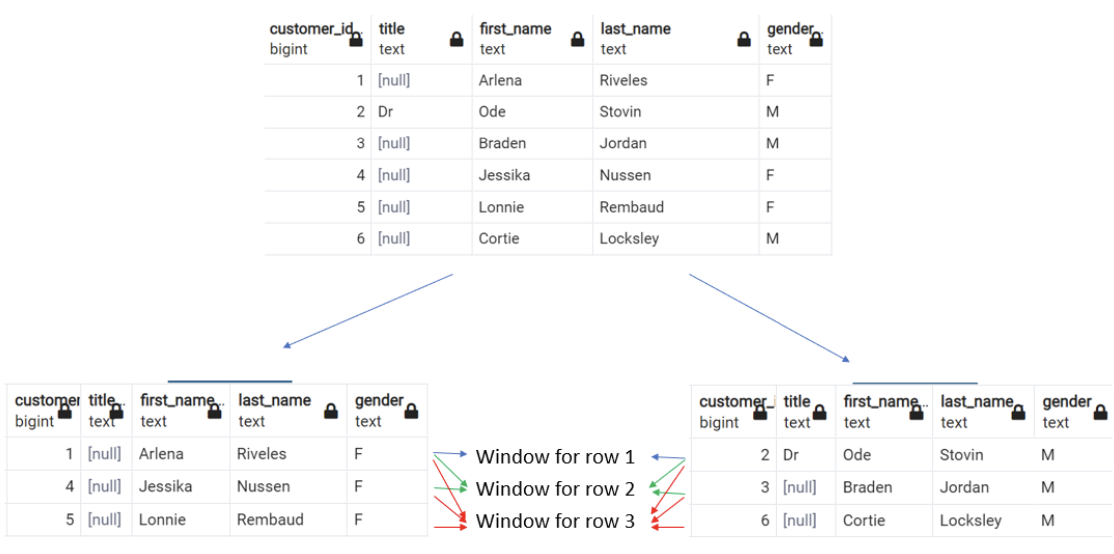 customer_id.. title first_name last_name gender..
bigint text text text text
1 [null] Arlena Riveles F
2 Dr Ode Stovin M
3 [null] Braden Jordan M
4 [null] Jessika Nussen F
5 [null] Lonnie Rembaud F
6 [null] Cortie Locksley M
customer title.. first_name.. last_name gender
bigint text text text text
1 [null] Arlena Riveles F
4 [null] Jessika Nussen F
5 [null] Lonnie Rembaud F
Window for row 1
Window for row 2
Window for row 3
customer_i title first_name.. last_name gender
bigint text text text text
2 Dr Ode Stovin M
3 [null] Braden Jordan M
6 [null] Cortie Locksley M